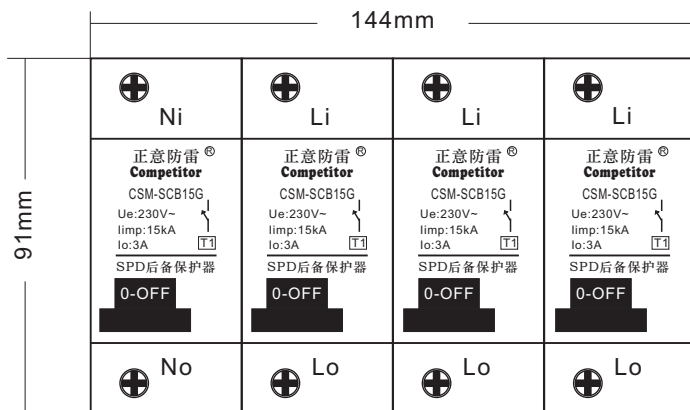 144mm
91mm
Ni
Li
Li
Li
正意防雷®
Competitor
CSM-SCB15G
Ue:230V~
Iimp:15kA
Io:3A
T1
SPD后备保护器
0-OFF
正意防雷®
Competitor
CSM-SCB15G
Ue:230V~
Iimp:15kA
Io:3A
T1
SPD后备保护器
0-OFF
正意防雷®
Competitor
CSM-SCB15G
Ue:230V~
Iimp:15kA
Io:3A
T1
SPD后备保护器
0-OFF
正意防雷®
Competitor
CSM-SCB15G
Ue:230V~
Iimp:15kA
Io:3A
T1
SPD后备保护器
0-OFF
No
Lo
Lo
Lo